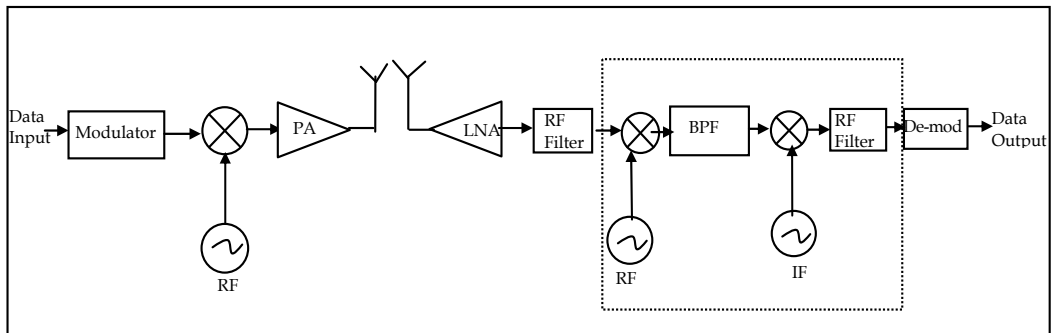 Data
Input
Modulator
RF
PA
LNA
RF
Filter
RF
BPF
IF
RF
Filter
De-mod
Data
Output